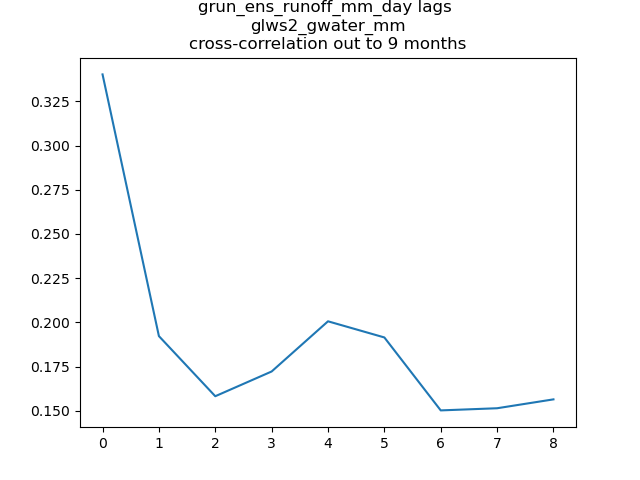 grun_ens_runoff_mm_day lags
glws2_gwater_mm
cross-correlation out to 9 months
0.325
0.300
0.275
0.250
0.225
0.200
0.175
0.150
0 1 2 3 4 5 6 7 8